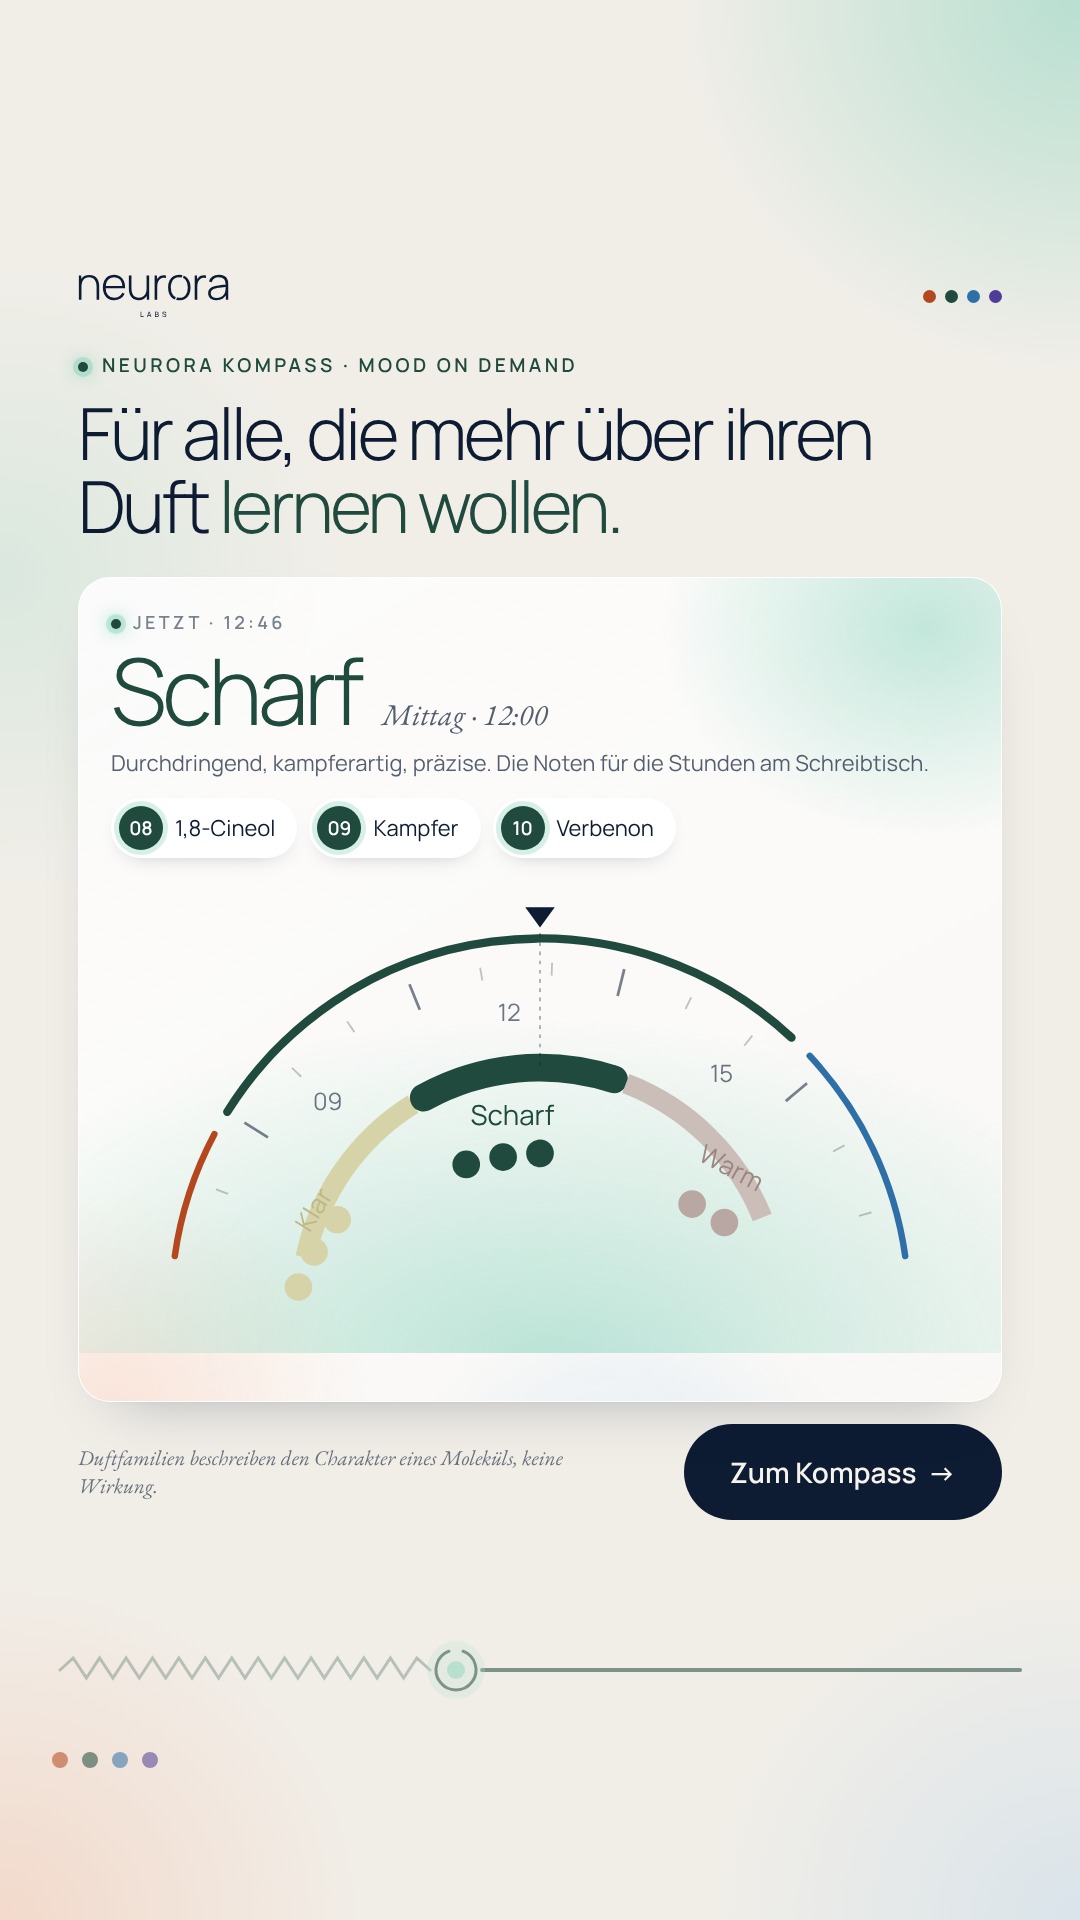 neurora
LABS
NEURORA KOMPASS · MOOD ON DEMAND
Für alle, die mehr über ihren
Duft lernen wollen.
JETZT · 12:46
Scharf Mittag · 12:00
Durchdringend, kampferartig, präzise. Die Noten für die Stunden am Schreibtisch.
08 1,8-Cineol 09 Kampfer 10 Verbenon
12
15
09
Scharf
Warm
Klar
Duftfamilien beschreiben den Charakter eines Moleküls, keine
Wirkung.
Zum Kompass →